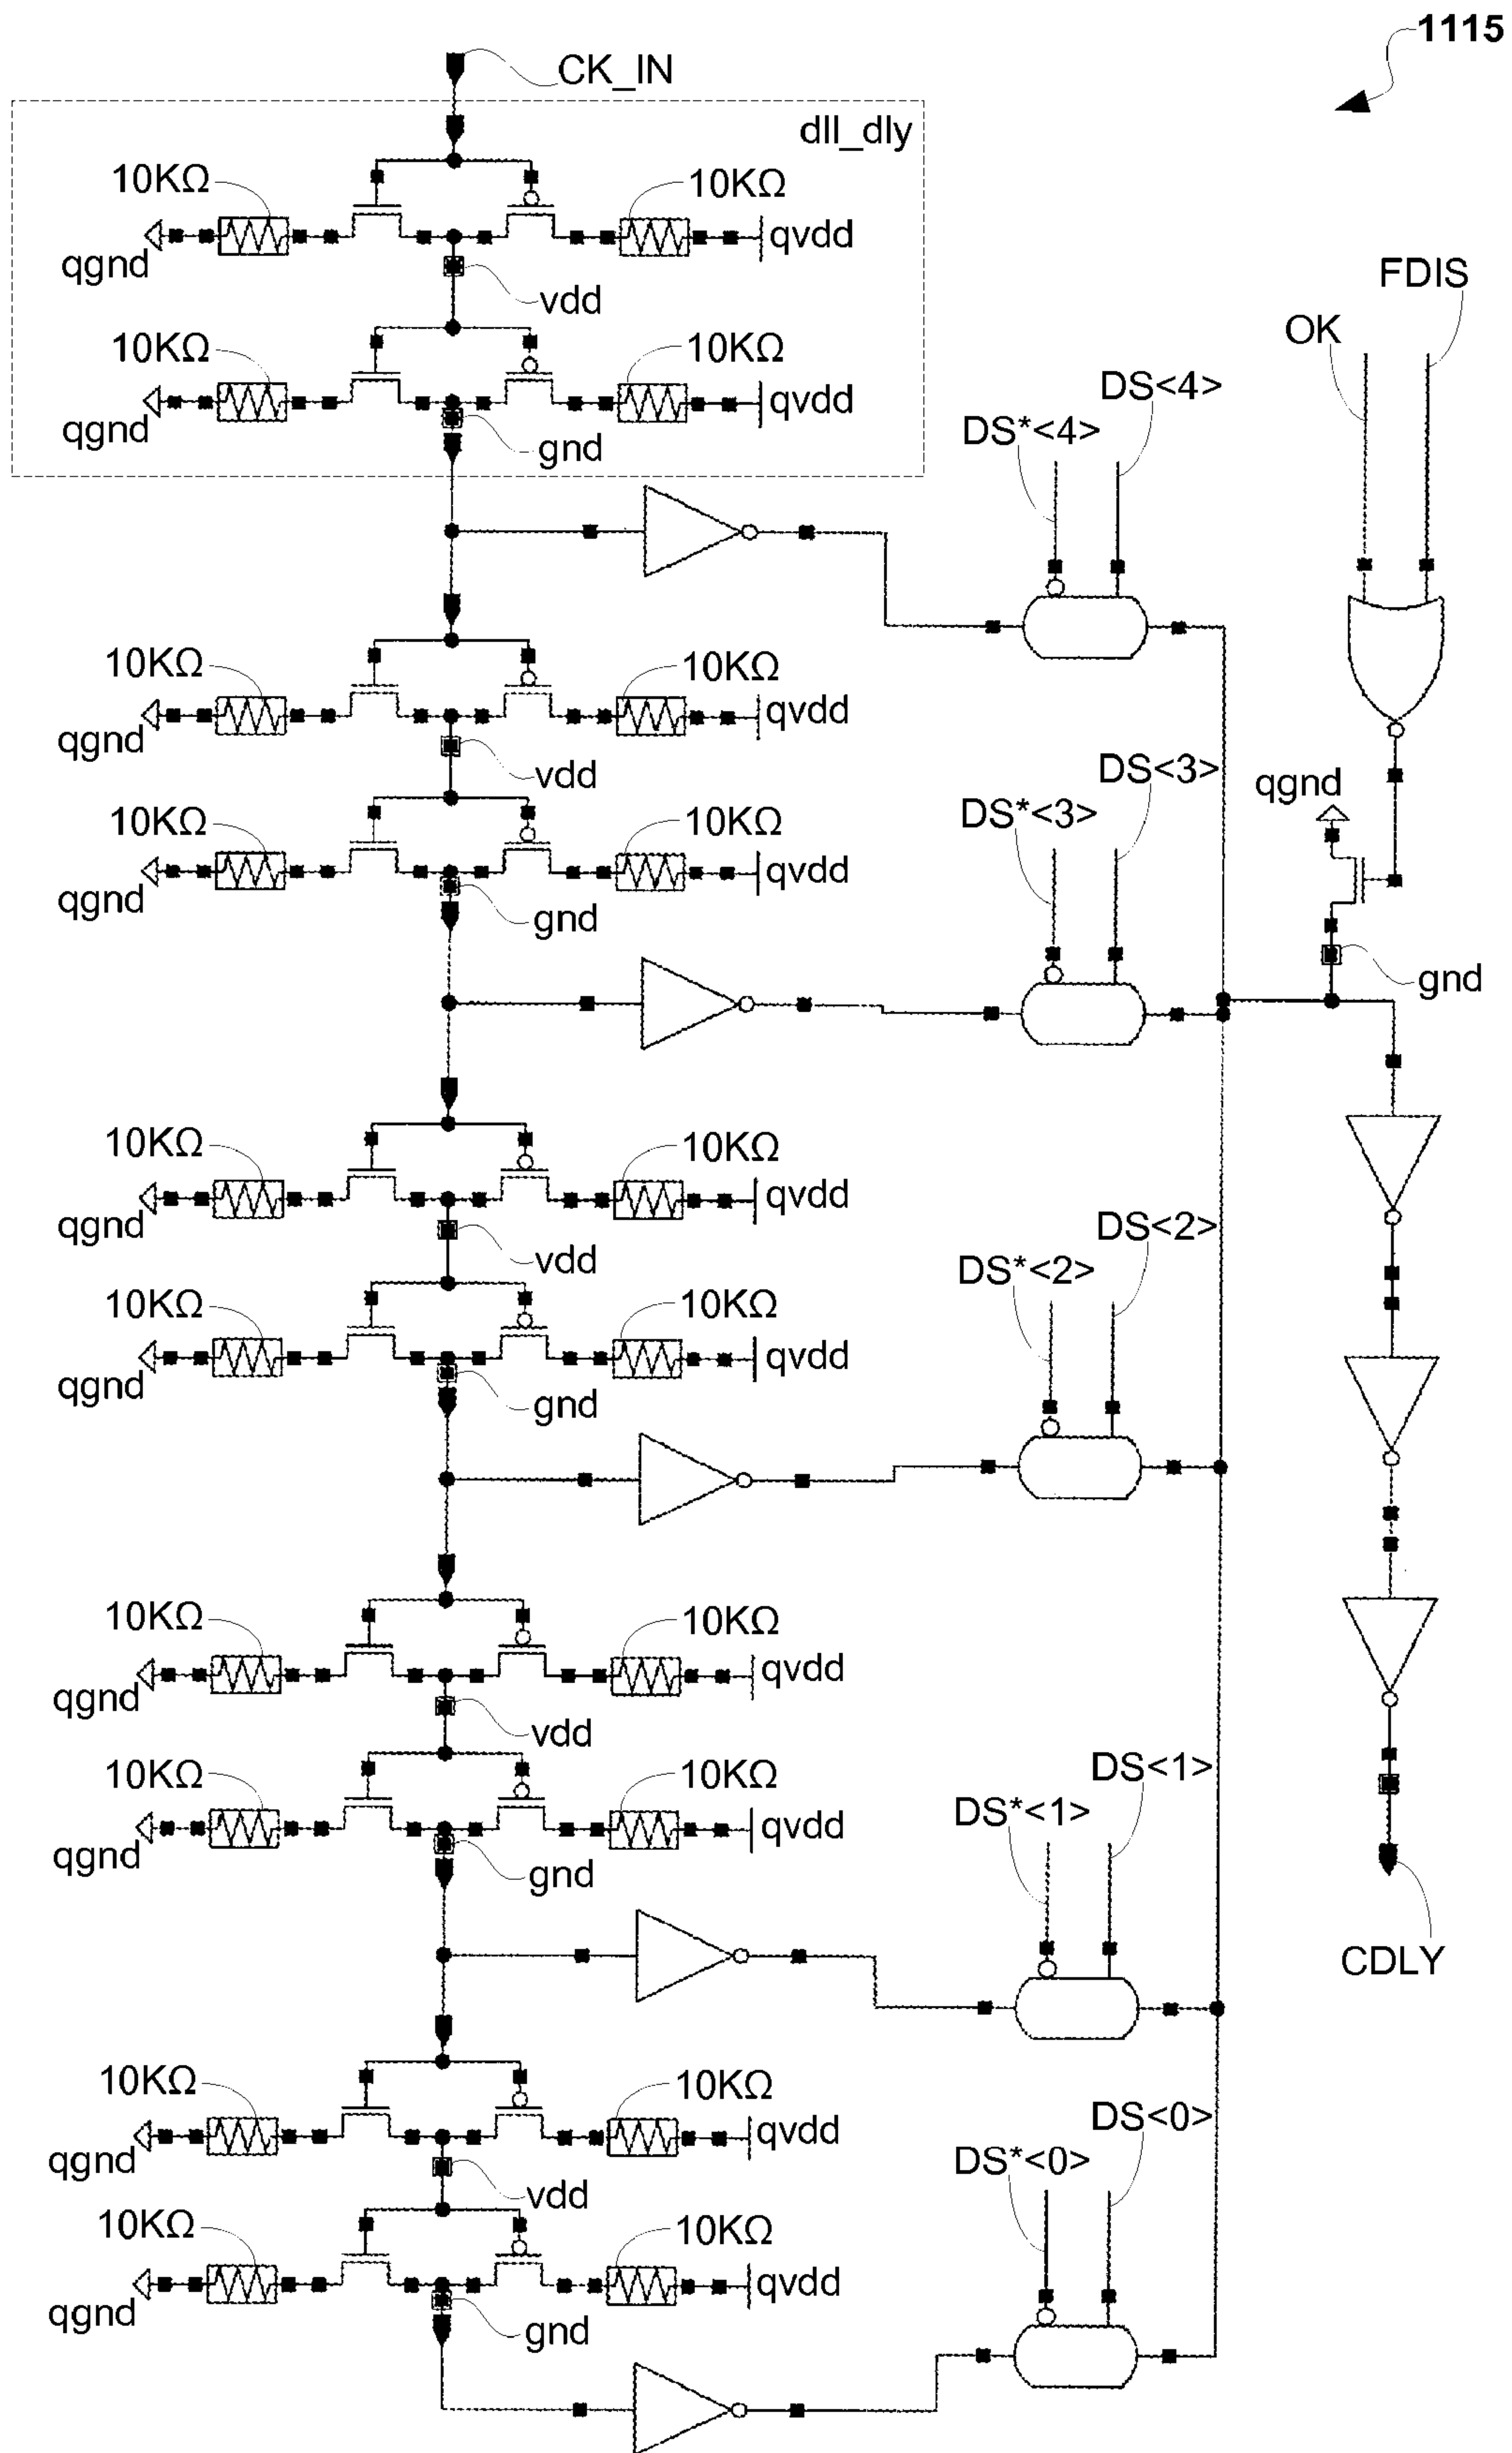 1115
CK_IN
dll_dly
10KΩ
10KΩ
qgnd
qvdd
vdd
10KΩ
10KΩ
qgnd
qvdd
gnd
FDIS
OK
DS<4>
DS*<4>
10KΩ
10KΩ
qgnd
qvdd
vdd
10KΩ
10KΩ
qgnd
qvdd
gnd
DS<3>
DS*<3>
qgnd
gnd
10KΩ
10KΩ
qgnd
qvdd
vdd
10KΩ
10KΩ
qgnd
qvdd
gnd
DS<2>
DS*<2>
10KΩ
10KΩ
qgnd
qvdd
vdd
10KΩ
10KΩ
qgnd
qvdd
gnd
DS<1>
DS*<1>
CDLY
10KΩ
10KΩ
qgnd
qvdd
vdd
10KΩ
10KΩ
qgnd
qvdd
gnd
DS<0>
DS*<0>